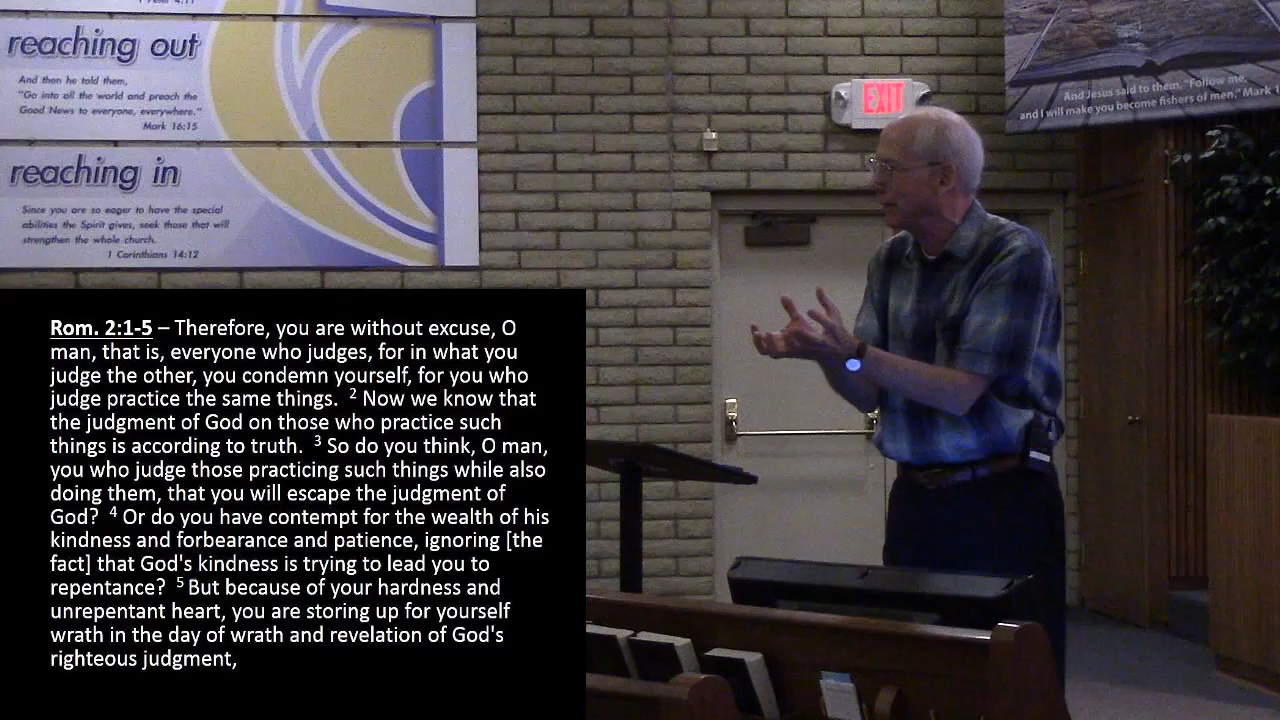 1 Peter 4:11
reaching out
And then he told them,
"Go into all the world and preach the
Good News to everyone, everywhere."
Mark 16:15
reaching in
Since you are so eager to have the special
abilities the Spirit gives, seek those that will
strengthen the whole church.
1 Corinthians 14:12
EXIT
And Jesus said to them, "Follow me,
and I will make you become fishers of men." Mark 1
Rom. 2:1-5 – Therefore, you are without excuse, O
man, that is, everyone who judges, for in what you
judge the other, you condemn yourself, for you who
judge practice the same things. 2 Now we know that
the judgment of God on those who practice such
things is according to truth. 3 So do you think, O man,
you who judge those practicing such things while also
doing them, that you will escape the judgment of
God? 4 Or do you have contempt for the wealth of his
kindness and forbearance and patience, ignoring [the
fact] that God's kindness is trying to lead you to
repentance? 5 But because of your hardness and
unrepentant heart, you are storing up for yourself
wrath in the day of wrath and revelation of God's
righteous judgment,